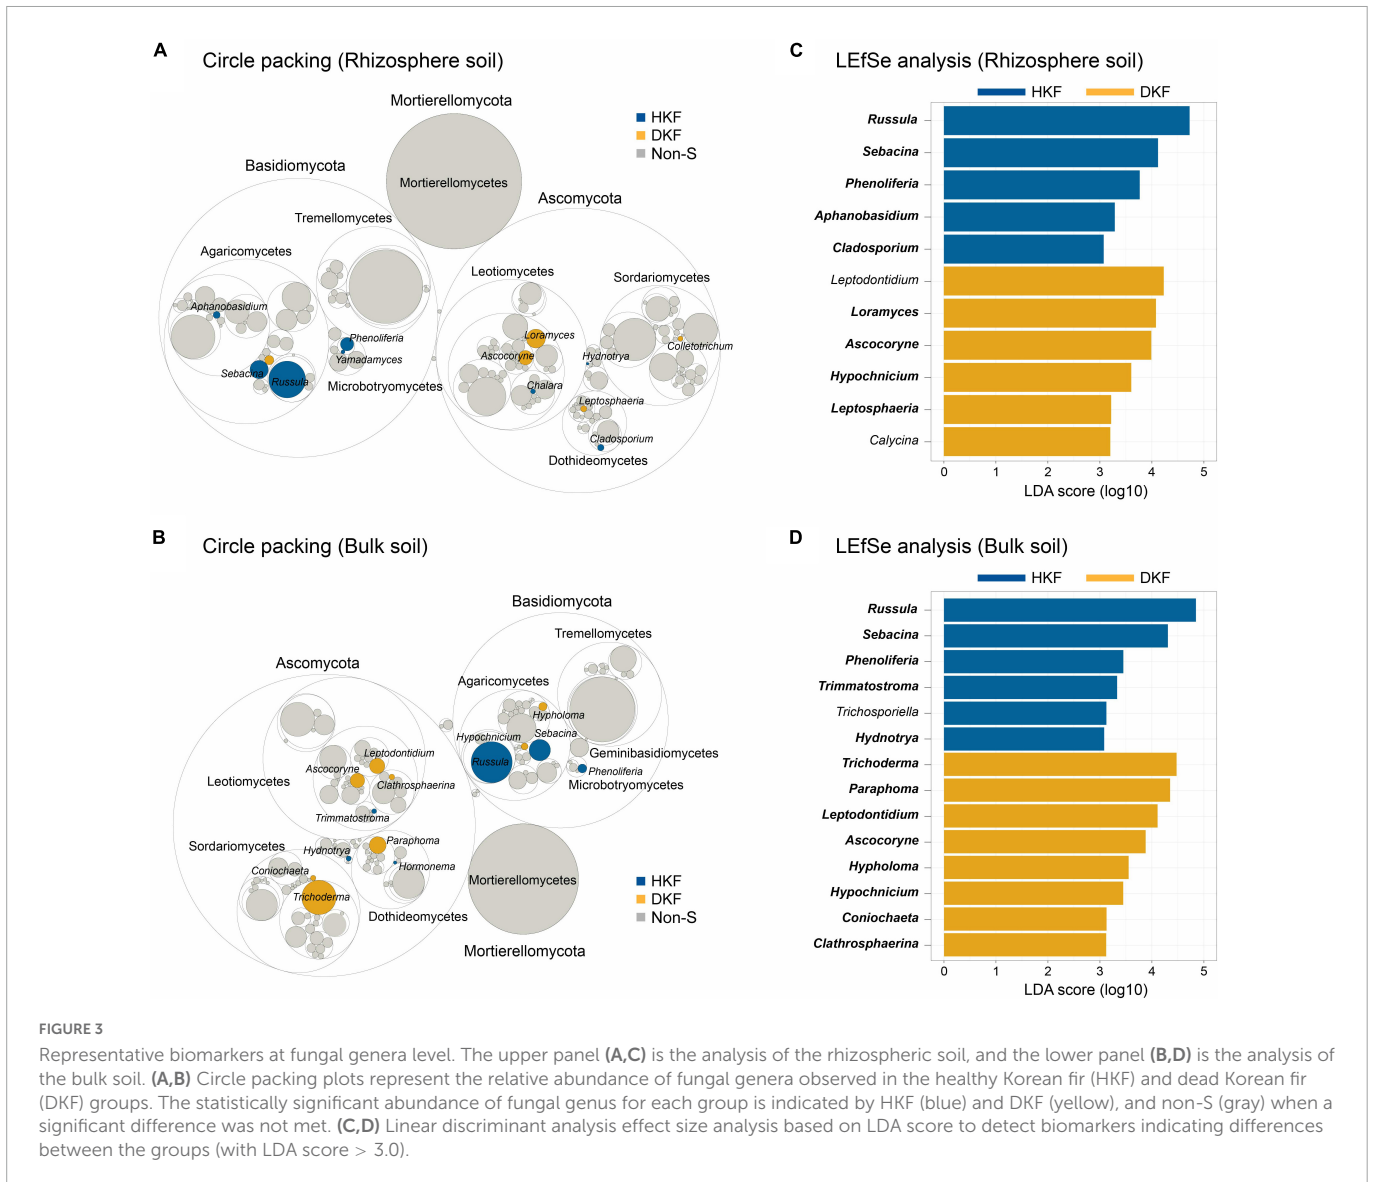 A
Circle packing (Rhizosphere soil)
Mortierellomycota
HKF
DKF
Non-S
Basidiomycota
Mortierellomycetes
Ascomycota
Tremellomycetes
Agaricomycetes
Leotiomycetes
Sordariomycetes
Aphanobasidium
Phenoliferia
Loramyces
Colletotrichum
Ascocoryne
Hydnotrya
Yamadamyces
Sebacina
Russula
Microbotryomycetes
Chalara
Leptosphaeria
Cladosporium
Dothideomycetes
C
LEfSe analysis (Rhizosphere soil)
HKF DKF
Russula
Sebacina
Phenoliferia
Aphanobasidium
Cladosporium
Leptodontidium
Loramyces
Ascocoryne
Hypochnicium
Leptosphaeria
Calycina
0 1 2 3 4 5
LDA score (log10)
B
Circle packing (Bulk soil)
Basidiomycota
Tremellomycetes
Ascomycota
Agaricomycetes
Hypholoma
Hypochnicium
Sebacina
Leptodontidium
Geminibasidiomycetes
Russula
Ascocoryne
Phenoliferia
Leotiomycetes
Clathrosphaerina
Microbotryomycetes
Trimmatostroma
Sordariomycetes
Paraphoma
Hydnotrya
Hormonema
Coniochaeta
Mortierellomycetes
HKF
DKF
Non-S
Trichoderma
Dothideomycetes
Mortierellomycota
D
LEfSe analysis (Bulk soil)
HKF DKF
Russula
Sebacina
Phenoliferia
Trimmatostroma
Trichosporiella
Hydnotrya
Trichoderma
Paraphoma
Leptodontidium
Ascocoryne
Hypholoma
Hypochnicium
Coniochaeta
Clathrosphaerina
0 1 2 3 4 5
LDA score (log10)
FIGURE 3
Representative biomarkers at fungal genera level. The upper panel (A,C) is the analysis of the rhizospheric soil, and the lower panel (B,D) is the analysis of
the bulk soil. (A,B) Circle packing plots represent the relative abundance of fungal genera observed in the healthy Korean fir (HKF) and dead Korean fir
(DKF) groups. The statistically significant abundance of fungal genus for each group is indicated by HKF (blue) and DKF (yellow), and non-S (gray) when a
significant difference was not met. (C,D) Linear discriminant analysis effect size analysis based on LDA score to detect biomarkers indicating differences
between the groups (with LDA score > 3.0).